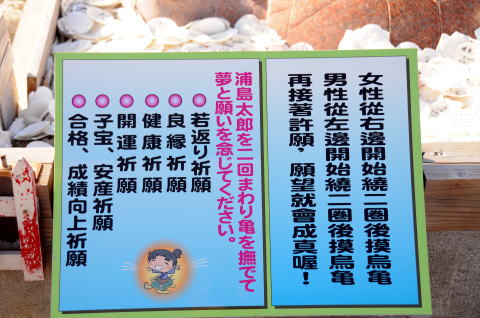 女性從右邊開始繞二圈後摸烏龜
男性從左邊開始繞二圈後摸烏龜
再接著許願，願望就會成真喔！
浦島太郎を二回まわり亀を撫でて
夢と願いを念じてください。
●若返り祈願
●良縁祈願
●健康祈願
●開運祈願
●子宝、安産祈願
●合格、成績向上祈願